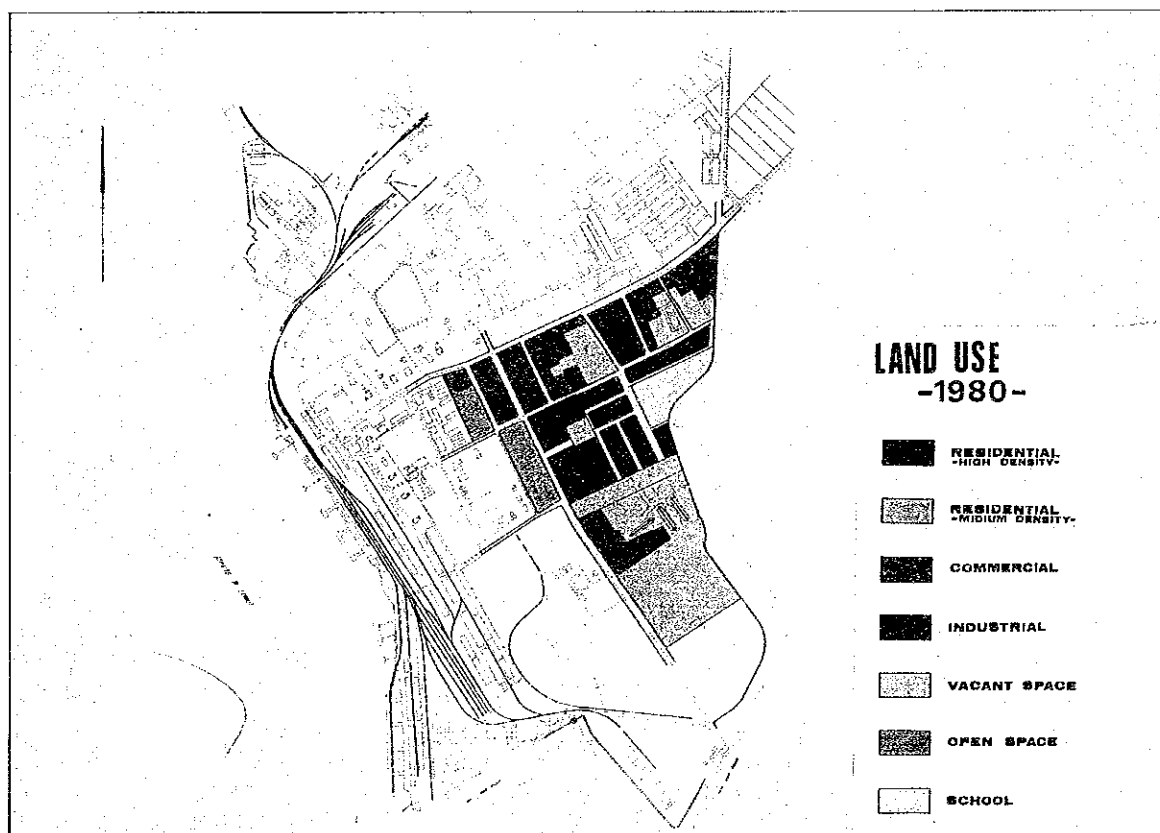 LAND USE
-1980-
RESIDENTIAL
-HIGH DENSITY-
RESIDENTIAL
-MIDIUM DENSITY-
COMMERCIAL
INDUSTRIAL
VACANT SPACE
OPEN SPACE
SCHOOL